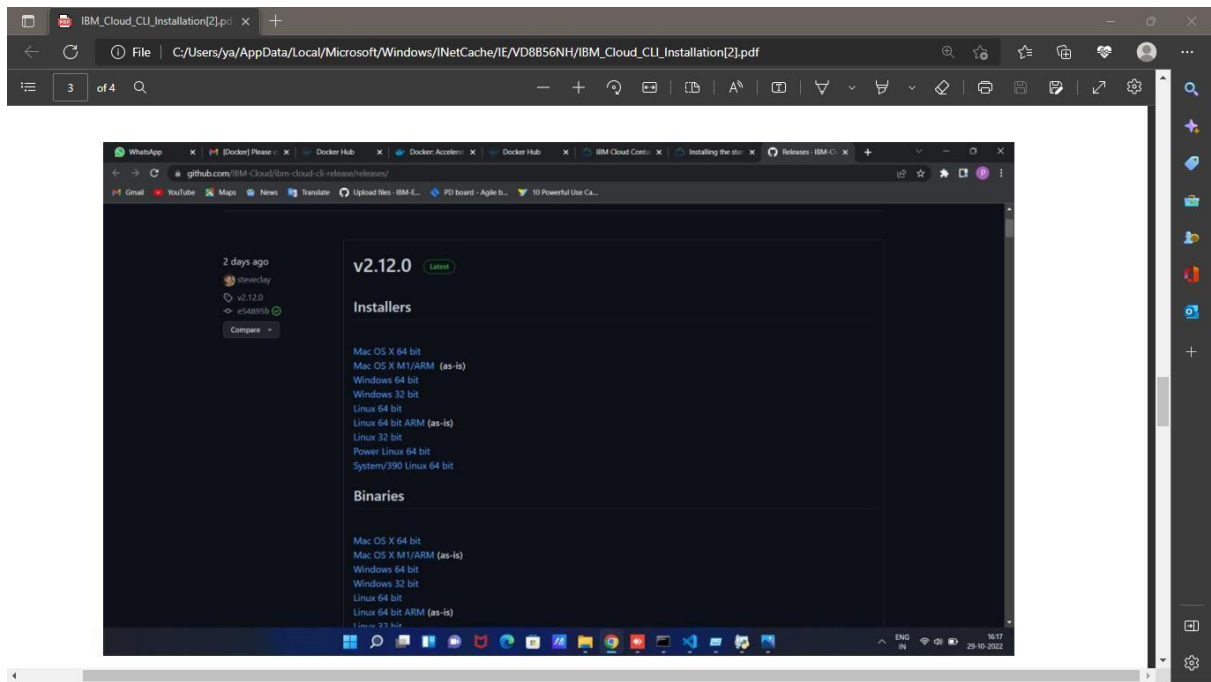 IBM_Cloud_CLI_Installation[2].pd
File C:/Users/ya/AppData/Local/Microsoft/Windows/INetCache/IE/VD8B56NH/IBM_Cloud_CLI_Installation[2].pdf
3 of 4
WhatsApp [Docker] Please c Docker Hub Docker: Accelera Docker Hub IBM Cloud Conta Installing the sta Releases · IBM-C
github.com/IBM-Cloud/ibm-cloud-cli-release/releases/
Gmail YouTube Maps News Translate Upload files · IBM-E... PD board - Agile b... 10 Powerful Use Ca...
2 days ago
steveclay
v2.12.0
e54895b
Compare
v2.12.0 Latest
Installers
Mac OS X 64 bit
Mac OS X M1/ARM (as-is)
Windows 64 bit
Windows 32 bit
Linux 64 bit
Linux 64 bit ARM (as-is)
Linux 32 bit
Power Linux 64 bit
System/390 Linux 64 bit
Binaries
Mac OS X 64 bit
Mac OS X M1/ARM (as-is)
Windows 64 bit
Windows 32 bit
Linux 64 bit
Linux 64 bit ARM (as-is)
Linux 32 bit
ENG
IN
16:17
29-10-2022